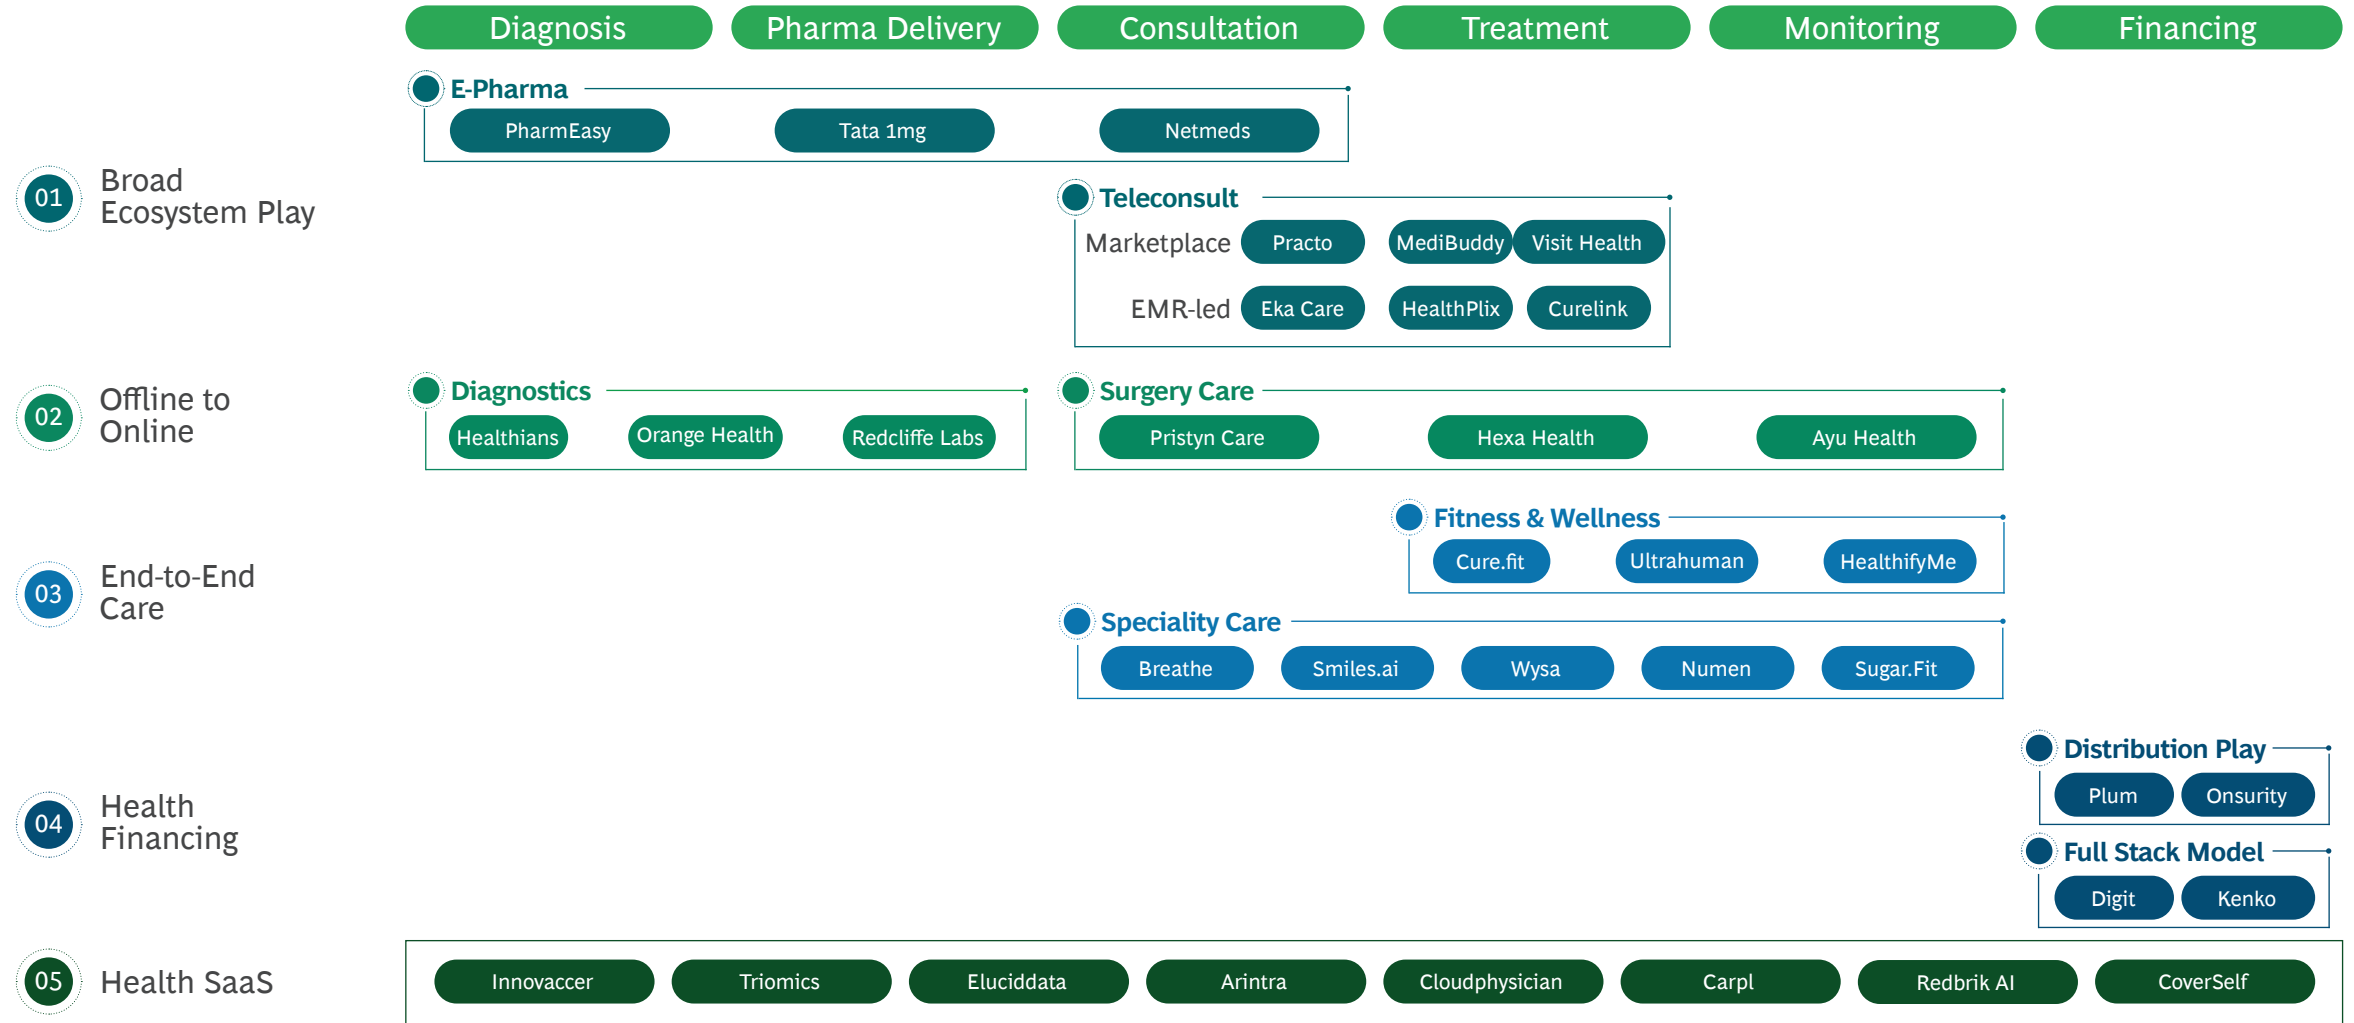 Diagnosis Pharma Delivery Consultation Treatment Monitoring Financing
E-Pharma
PharmEasy Tata 1mg Netmeds
01 Broad
Ecosystem Play
Teleconsult
Marketplace Practo MediBuddy Visit Health
EMR-led Eka Care HealthPlix Curelink
02 Offline to
Online
Diagnostics
Healthians Orange Health Redcliffe Labs
Surgery Care
Pristyn Care Hexa Health Ayu Health
03 End-to-End
Care
Fitness & Wellness
Cure.fit Ultrahuman HealthifyMe
Speciality Care
Breathe Smiles.ai Wysa Numen Sugar.Fit
04 Health
Financing
Distribution Play
Plum Onsurity
Full Stack Model
Digit Kenko
05 Health SaaS
Innovaccer Triomics Eluciddata Arintra Cloudphysician Carpl Redbrik AI CoverSelf